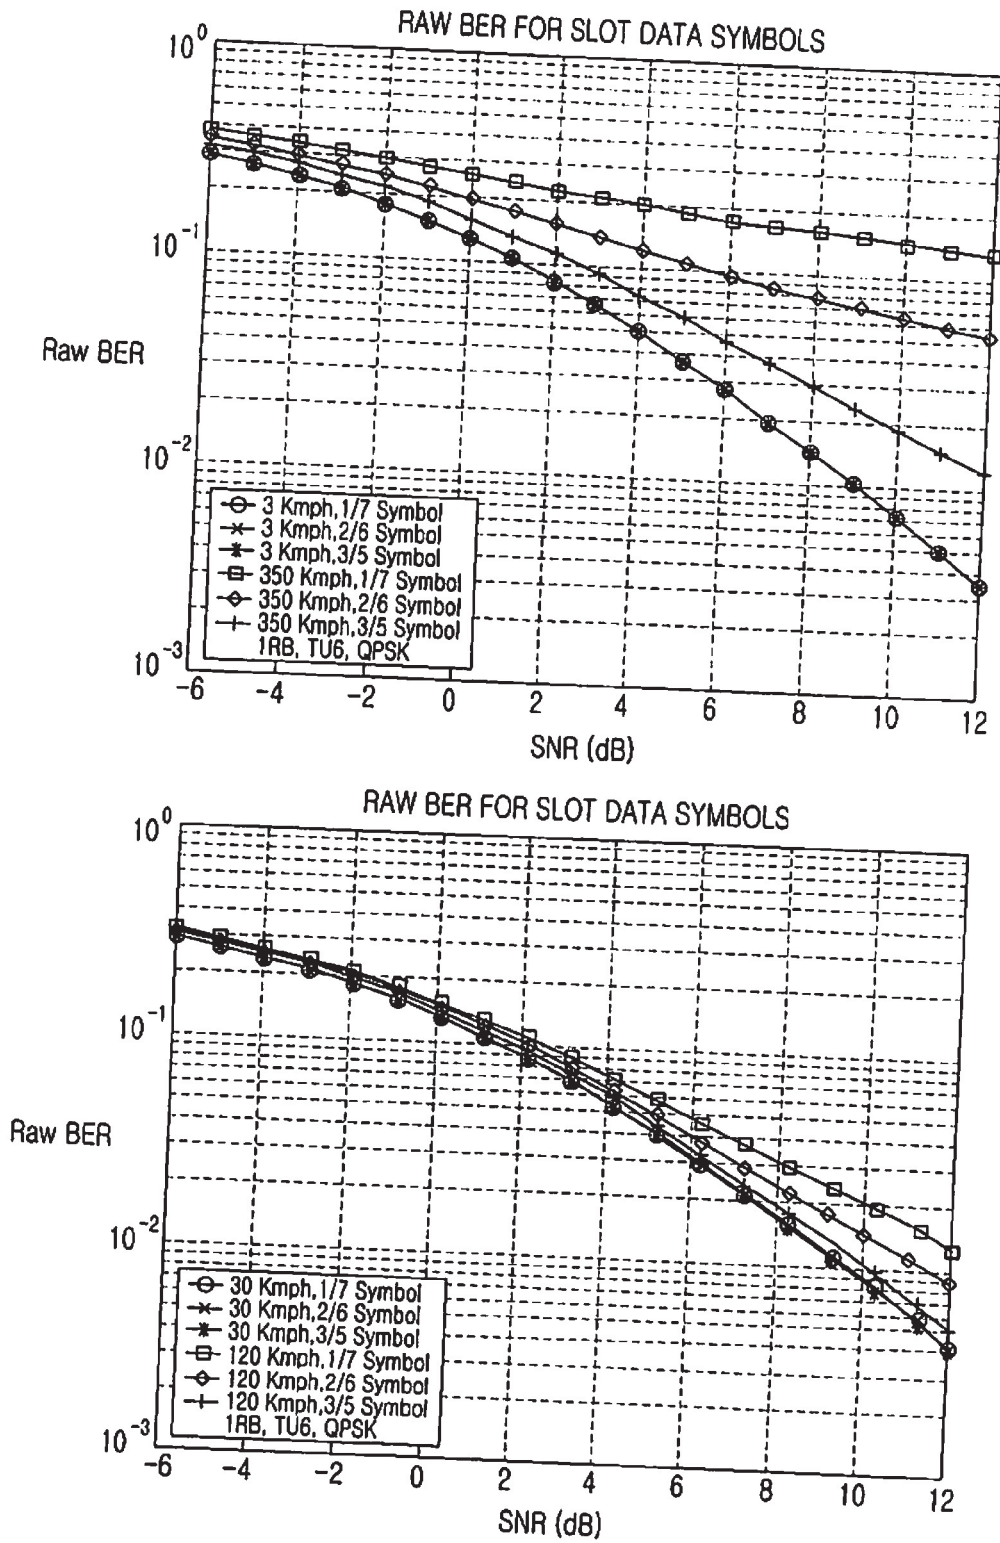 RAW BER FOR SLOT DATA SYMBOLS
10^0
10^-1
Raw BER
10^-2
3 Kmph,1/7 Symbol
3 Kmph,2/6 Symbol
3 Kmph,3/5 Symbol
350 Kmph,1/7 Symbol
350 Kmph,2/6 Symbol
350 Kmph,3/5 Symbol
1RB, TU6, QPSK
10^-3
-6 -4 -2 0 2 4 6 8 10 12
SNR (dB)
RAW BER FOR SLOT DATA SYMBOLS
10^0
10^-1
Raw BER
10^-2
30 Kmph,1/7 Symbol
30 Kmph,2/6 Symbol
30 Kmph,3/5 Symbol
120 Kmph,1/7 Symbol
120 Kmph,2/6 Symbol
120 Kmph,3/5 Symbol
1RB, TU6, QPSK
10^-3
-6 -4 -2 0 2 4 6 8 10 12
SNR (dB)